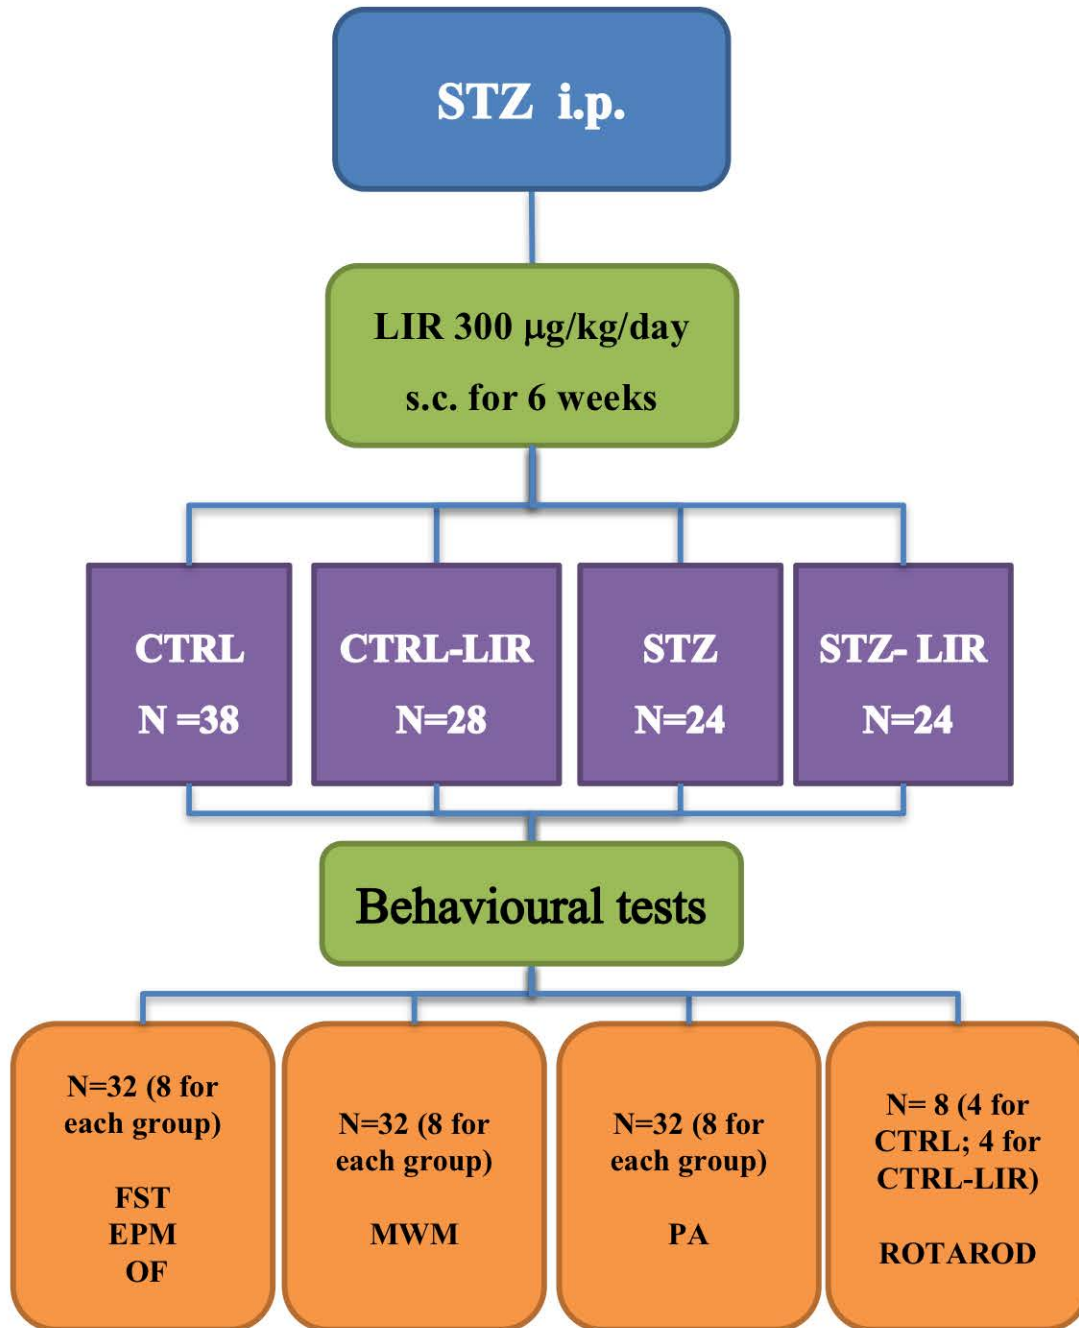 STZ i.p.
LIR 300 μg/kg/day
s.c. for 6 weeks
CTRL
N =38
CTRL-LIR
N=28
STZ
N=24
STZ- LIR
N=24
Behavioural tests
N=32 (8 for
each group)
FST
EPM
OF
N=32 (8 for
each group)
MWM
N=32 (8 for
each group)
PA
N= 8 (4 for
CTRL; 4 for
CTRL-LIR)
ROTAROD